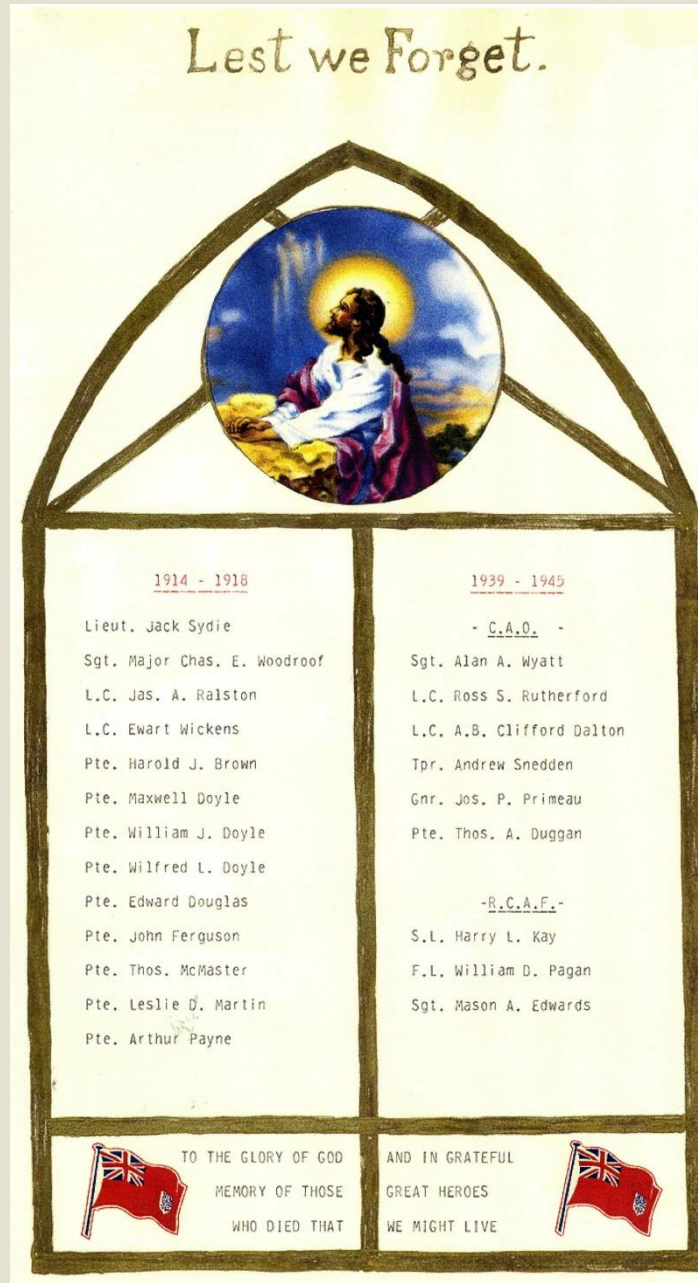 Lest we Forget.
1914 - 1918
Lieut. Jack Sydie
Sgt. Major Chas. E. Woodroof
L.C. Jas. A. Ralston
L.C. Ewart Wickens
Pte. Harold J. Brown
Pte. Maxwell Doyle
Pte. William J. Doyle
Pte. Wilfred L. Doyle
Pte. Edward Douglas
Pte. John Ferguson
Pte. Thos. McMaster
Pte. Leslie D. Martin
Pte. Arthur Payne
1939 - 1945
- C.A.O. -
Sgt. Alan A. Wyatt
L.C. Ross S. Rutherford
L.C. A.B. Clifford Dalton
Tpr. Andrew Snedden
Gnr. Jos. P. Primeau
Pte. Thos. A. Duggan
-R.C.A.F.-
S.L. Harry L. Kay
F.L. William D. Pagan
Sgt. Mason A. Edwards
TO THE GLORY OF GOD AND IN GRATEFUL
MEMORY OF THOSE GREAT HEROES
WHO DIED THAT WE MIGHT LIVE